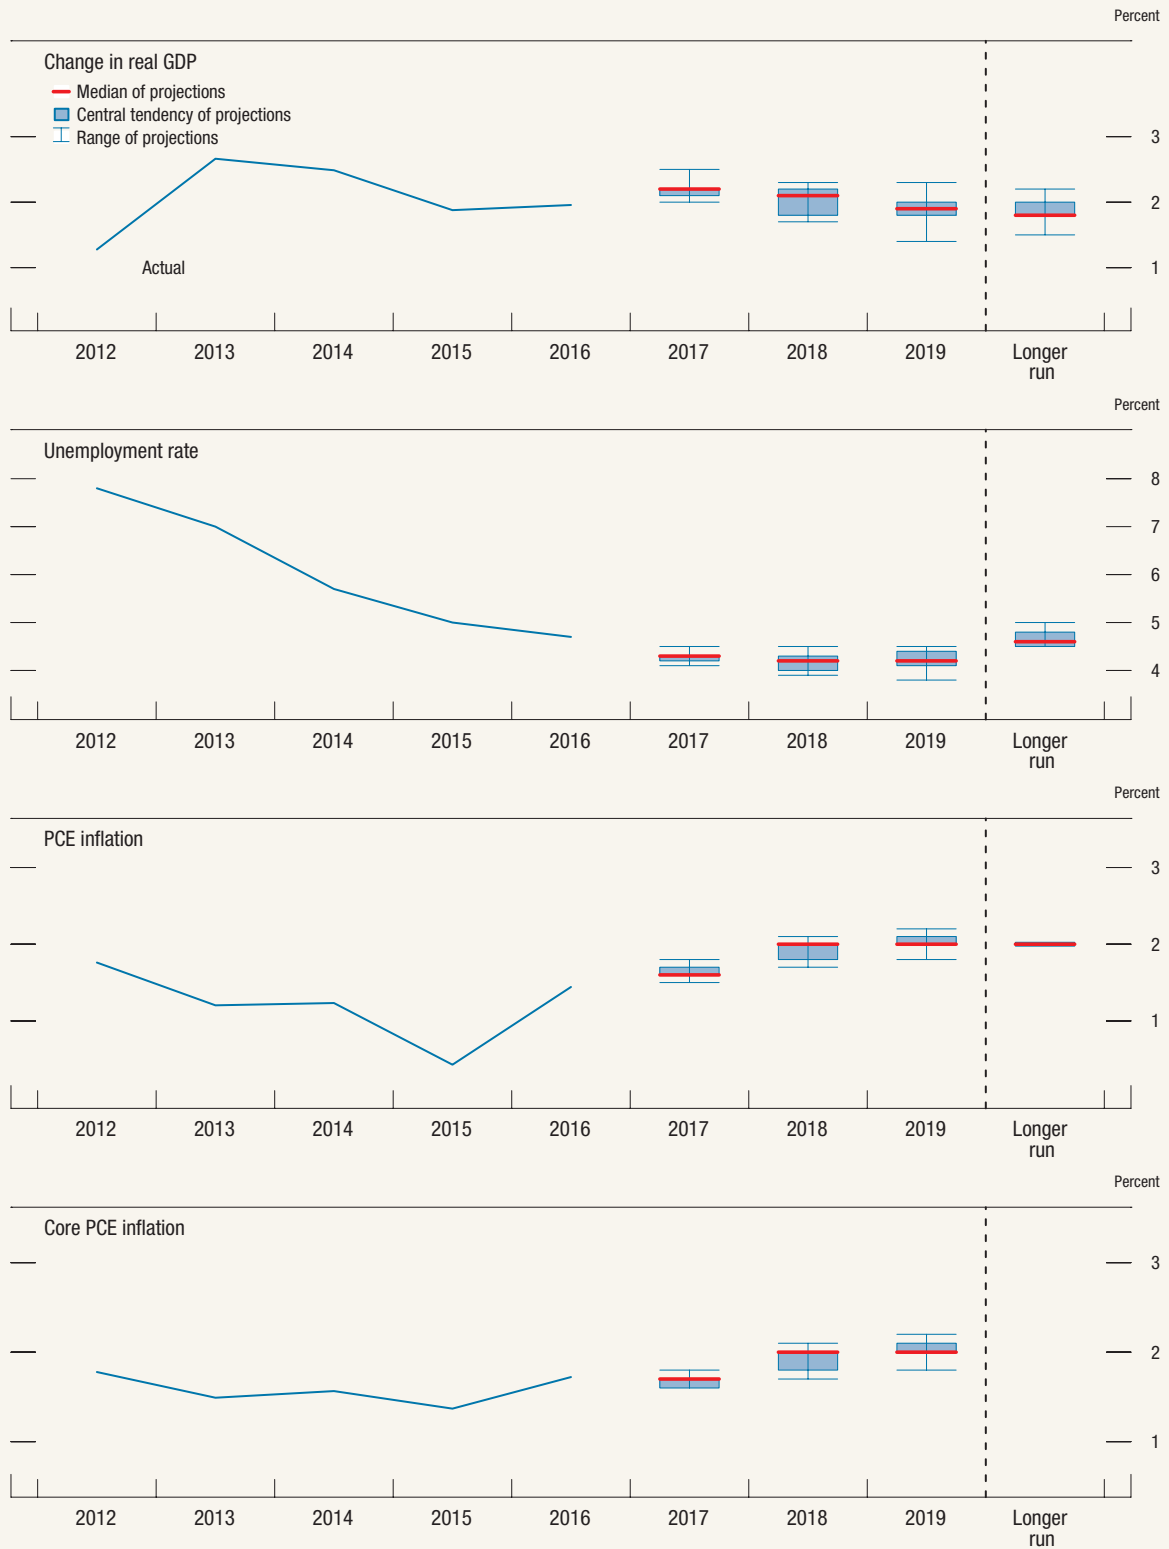 Percent
Change in real GDP
Median of projections
Central tendency of projections
Range of projections
3
2
Actual
1
2012 2013 2014 2015 2016 2017 2018 2019 Longer
run
Percent
Unemployment rate
8
7
6
5
4
2012 2013 2014 2015 2016 2017 2018 2019 Longer
run
Percent
PCE inflation
3
2
1
2012 2013 2014 2015 2016 2017 2018 2019 Longer
run
Percent
Core PCE inflation
3
2
1
2012 2013 2014 2015 2016 2017 2018 2019 Longer
run